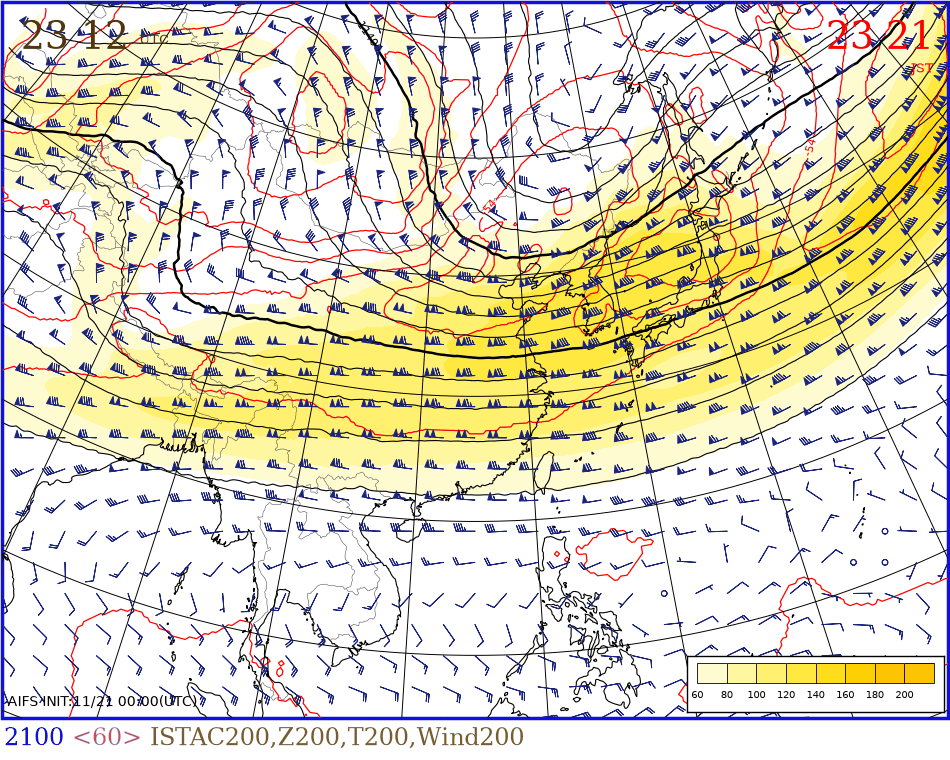 23 12 UTC
23 21
JST
-54
-54
AIFS INIT:11/21 00:00(UTC)
60 80 100 120 140 160 180 200
2100 <60> ISTAC200,Z200,T200,Wind200